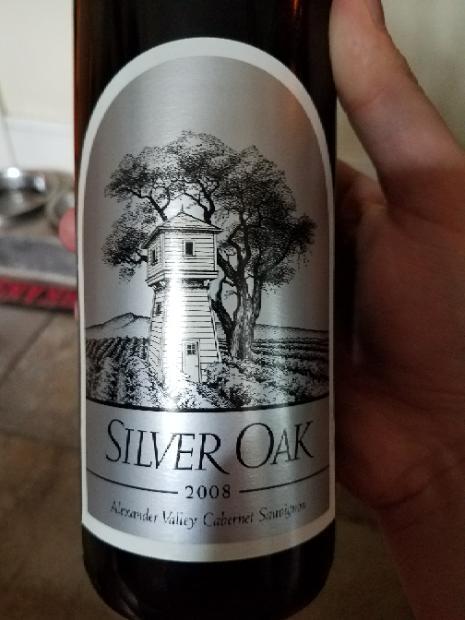 SILVER OAK
2008
Alexander Valley Cabernet Sauvignon